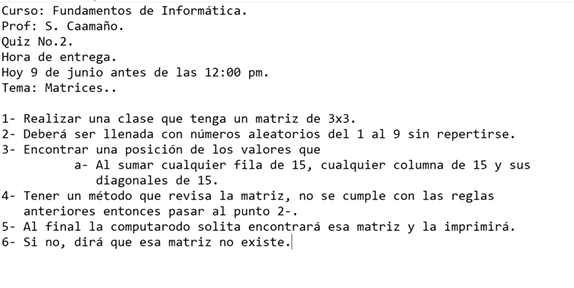 Curso: Fundamentos de Informática.
Prof: S. Caamaño.
Quiz No.2.
Hora de entrega.
Hoy 9 de junio antes de las 12:00 pm.
Tema: Matrices..
1- Realizar una clase que tenga un matriz de 3x3.
2- Deberá ser llenada con números aleatorios del 1 al 9 sin repertirse.
3- Encontrar una posición de los valores que
a- Al sumar cualquier fila de 15, cualquier columna de 15 y sus
diagonales de 15.
4- Tener un método que revisa la matriz, no se cumple con las reglas
anteriores entonces pasar al punto 2-.
5- Al final la computarodo solita encontrará esa matriz y la imprimirá.
6- Si no, dirá que esa matriz no existe.